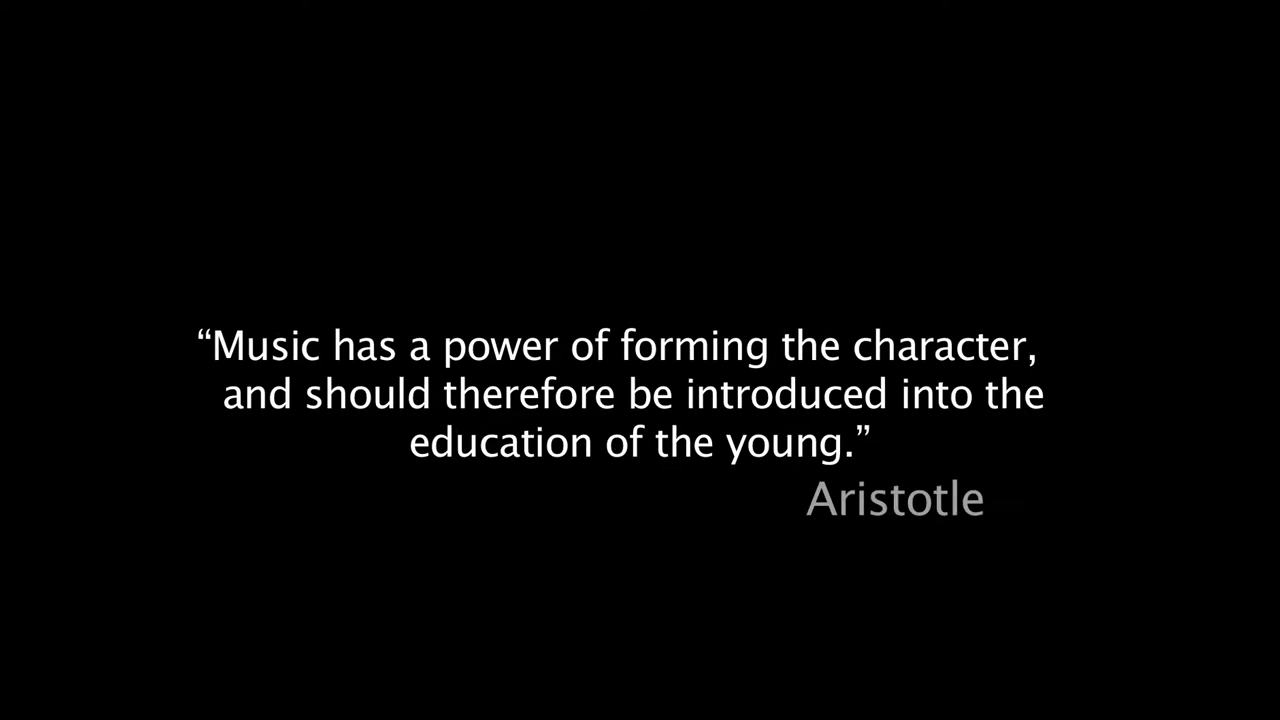 “Music has a power of forming the character,
and should therefore be introduced into the
education of the young.”
Aristotle